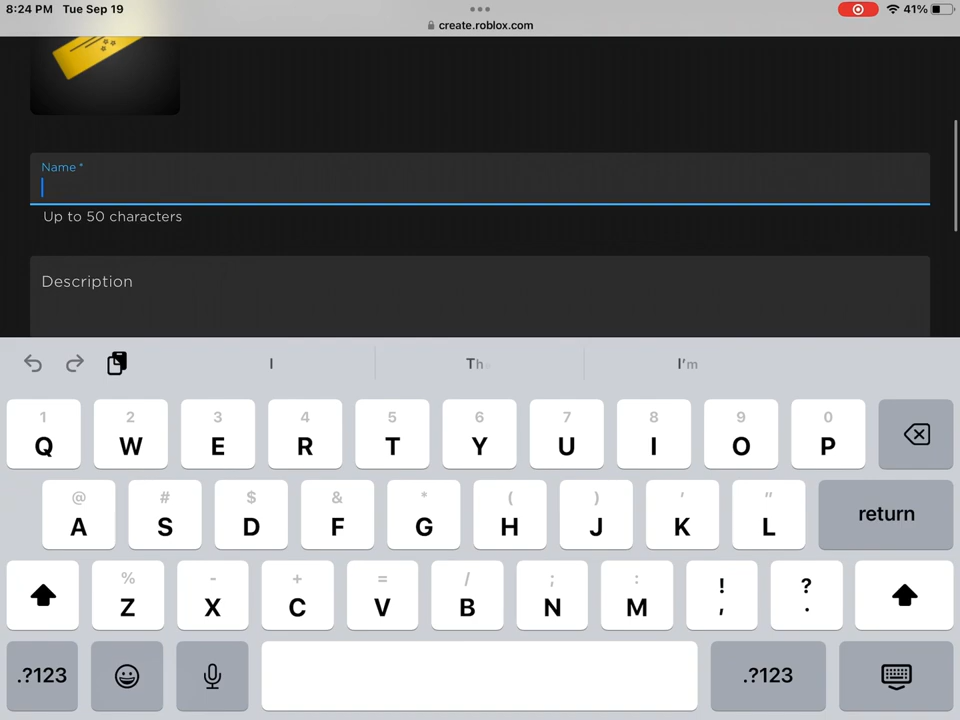 8:24 PM Tue Sep 19
41%
create.roblox.com
Name *
Up to 50 characters
Description
I Th I'm
1 2 3 4 5 6 7 8 9 0
Q W E R T Y U I O P
@ # $ & * ( ) ' "
A S D F G H J K L return
% - + = / ; : ! ?
Z X C V B N M , .
.?123 .?123